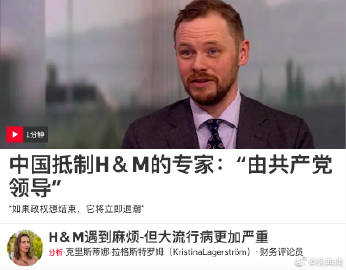 1分钟
中国抵制H&M的专家：“由共产党
领导”
“如果政权想结束，它将立即退潮”
H&M遇到麻烦-但大流行病更加严重
分析·克里斯蒂娜·拉格斯特罗姆（KristinaLagerström）·财务评论员